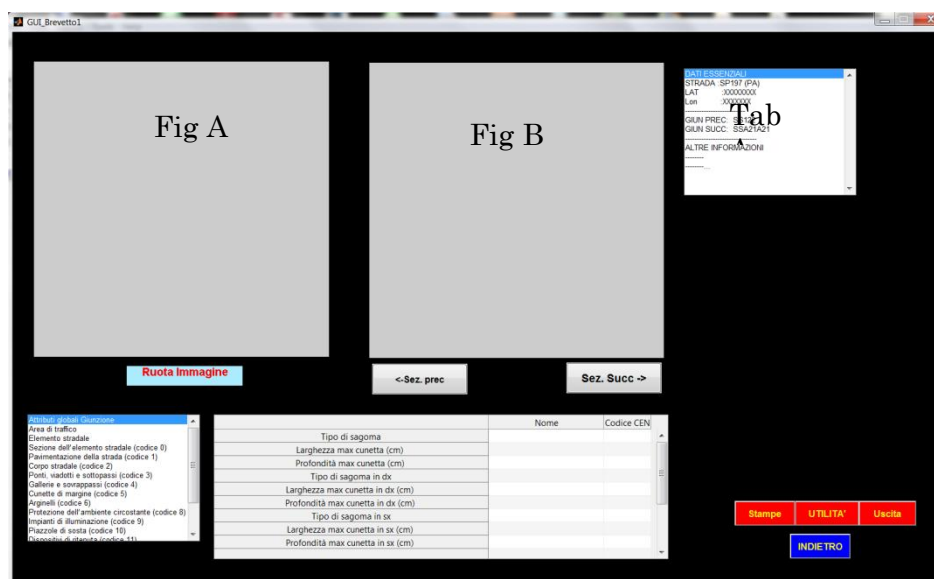 GUI_Brevetto1
Fig A
Fig B
DATI ESSENZIALI
STRADA :SP197 (PA)
LAT :XXXXXXXX
Lon :XXXXXXX
--------------------
GIUN PREC: SS121
GIUN SUCC: SSA21A21
--------------------
ALTRE INFORMAZIONI
-------
-------...
Tab
Ruota Immagine
<-Sez. prec
Sez. Succ ->
Attributi globali Giunzione
Area di traffico
Elemento stradale
Sezione dell'elemento stradale (codice 0)
Pavimentazione della strada (codice 1)
Corpo stradale (codice 2)
Ponti, viadotti e sottopassi (codice 3)
Gallerie e sovrappassi (codice 4)
Cunette di margine (codice 5)
Arginelli (codice 6)
Protezione dell'ambiente circostante (codice 8)
Impianti di illuminazione (codice 9)
Piazzole di sosta (codice 10)
Dispositivi di ritenuta (codice 11)
Nome Codice CEN
Tipo di sagoma
Larghezza max cunetta (cm)
Profondità max cunetta (cm)
Tipo di sagoma in dx
Larghezza max cunetta in dx (cm)
Profondità max cunetta in dx (cm)
Tipo di sagoma in sx
Larghezza max cunetta in sx (cm)
Profondità max cunetta in sx (cm)
Stampe UTILITA' Uscita
INDIETRO